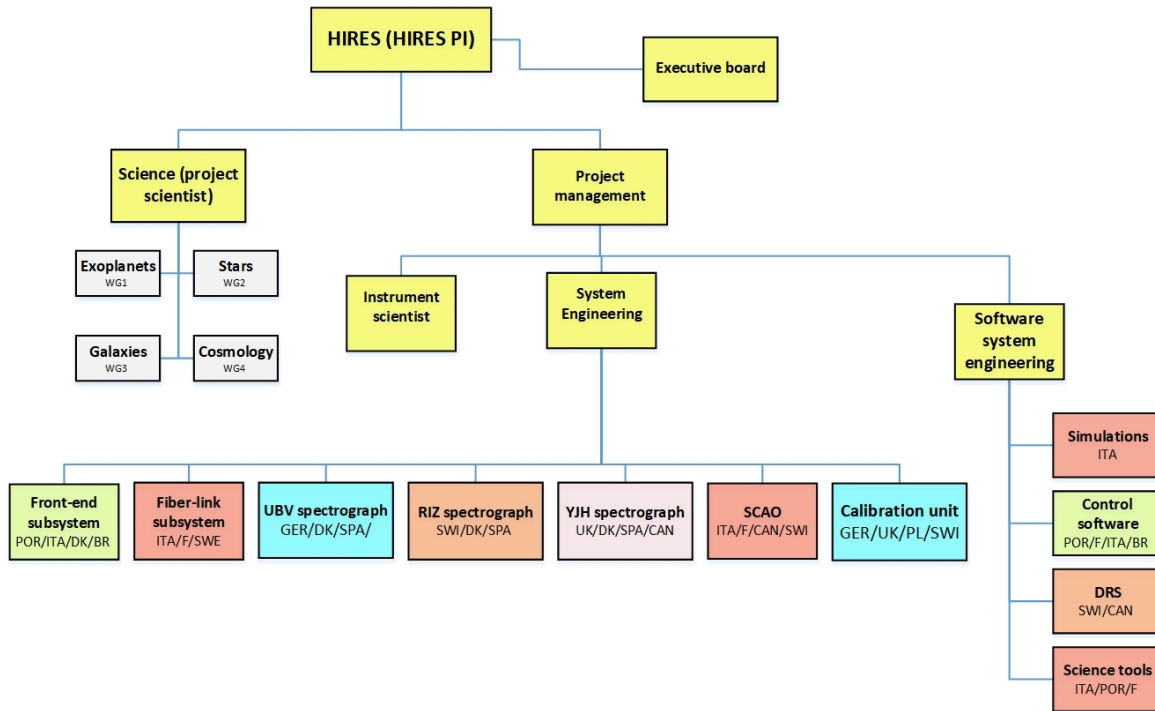 HIRES (HIRES PI)
Executive board
Science (project
scientist)
Project
management
Exoplanets
WG1
Stars
WG2
Galaxies
WG3
Cosmology
WG4
Instrument
scientist
System
Engineering
Software
system
engineering
Front-end
subsystem
POR/ITA/DK/BR
Fiber-link
subsystem
ITA/F/SWE
UBV spectrograph
GER/DK/SPA/
RIZ spectrograph
SWI/DK/SPA
YJH spectrograph
UK/DK/SPA/CAN
SCAO
ITA/F/CAN/SWI
Calibration unit
GER/UK/PL/SWI
Simulations
ITA
Control
software
POR/F/ITA/BR
DRS
SWI/CAN
Science tools
ITA/POR/F